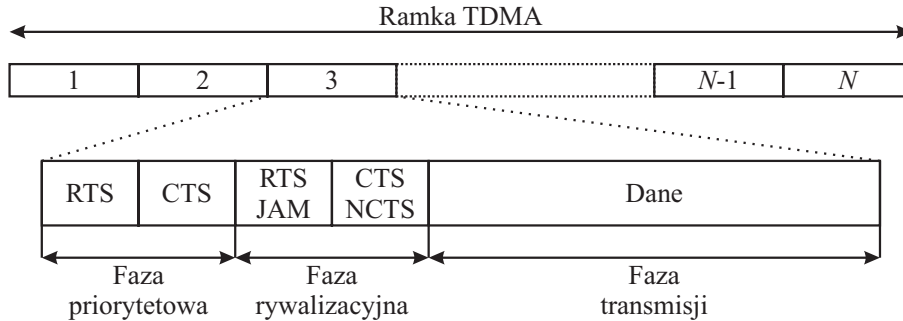 Ramka TDMA
1 2 3 N-1 N
RTS CTS RTS CTS Dane
JAM NCTS
Faza Faza Faza
priorytetowa rywalizacyjna transmisji